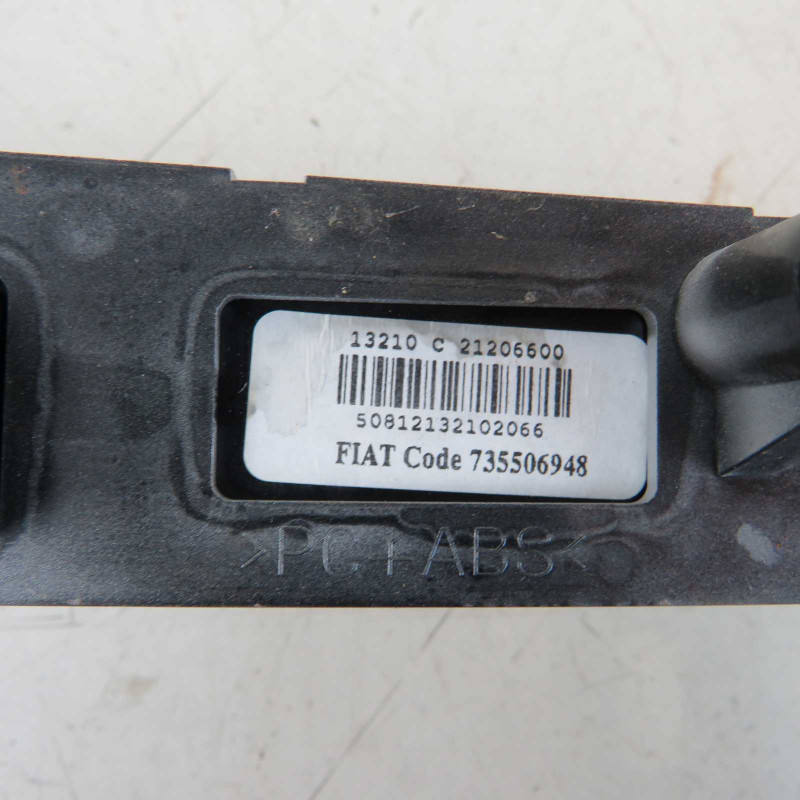 13210 C 21206600
50812132102066
FIAT Code 735506948
>PC+ABS<